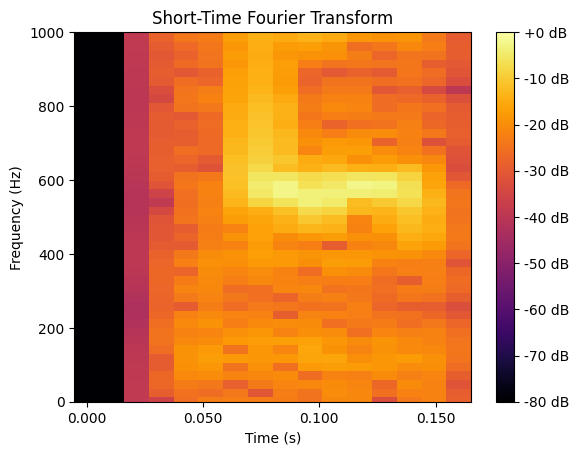 Short-Time Fourier Transform
1000
800
600
400
200
0
Frequency (Hz)
0.000
0.050
0.100
0.150
Time (s)
+0 dB
-10 dB
-20 dB
-30 dB
-40 dB
-50 dB
-60 dB
-70 dB
-80 dB